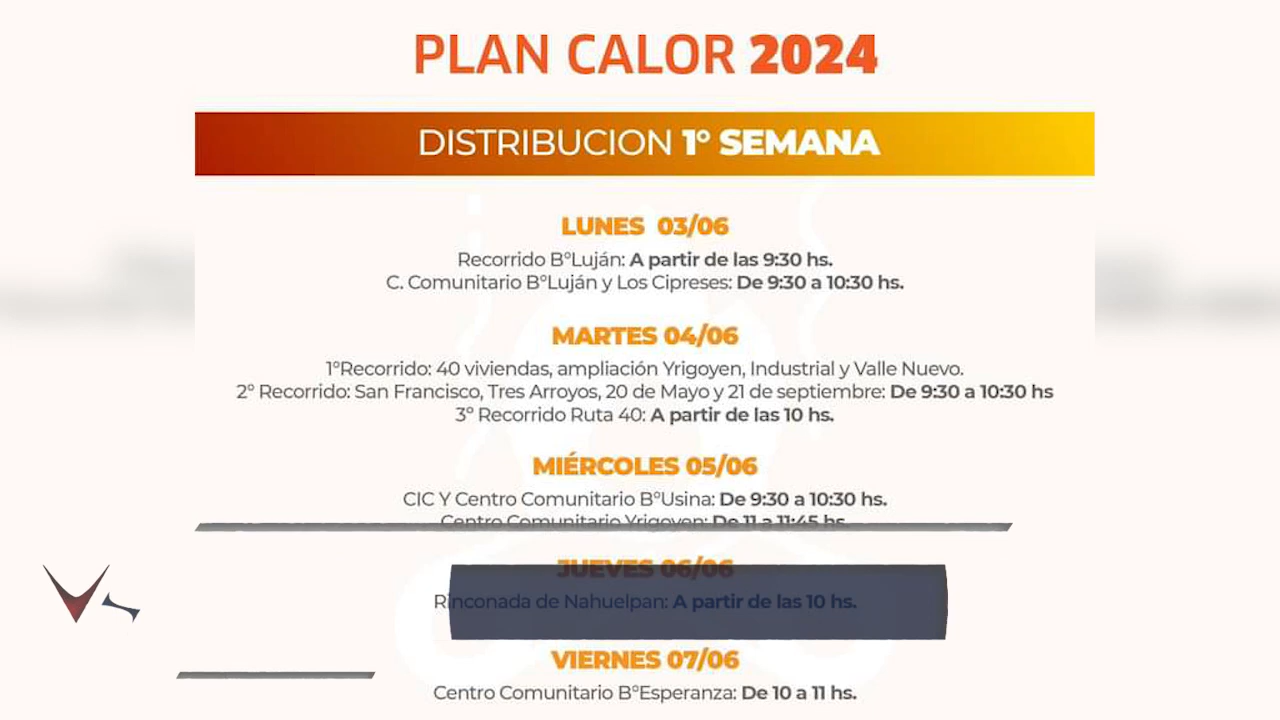 PLAN CALOR 2024
DISTRIBUCION 1° SEMANA
LUNES 03/06
Recorrido B°Luján: A partir de las 9:30 hs.
C. Comunitario B°Luján y Los Cipreses: De 9:30 a 10:30 hs.
MARTES 04/06
1°Recorrido: 40 viviendas, ampliación Yrigoyen, Industrial y Valle Nuevo.
2° Recorrido: San Francisco, Tres Arroyos, 20 de Mayo y 21 de septiembre: De 9:30 a 10:30 hs
3° Recorrido Ruta 40: A partir de las 10 hs.
MIÉRCOLES 05/06
CIC Y Centro Comunitario B°Usina: De 9:30 a 10:30 hs.
Centro Comunitario Yrigoyen: De 11 a 11:45 hs.
JUEVES 06/06
Rinconada de Nahuelpan: A partir de las 10 hs.
VIERNES 07/06
Centro Comunitario B°Esperanza: De 10 a 11 hs.